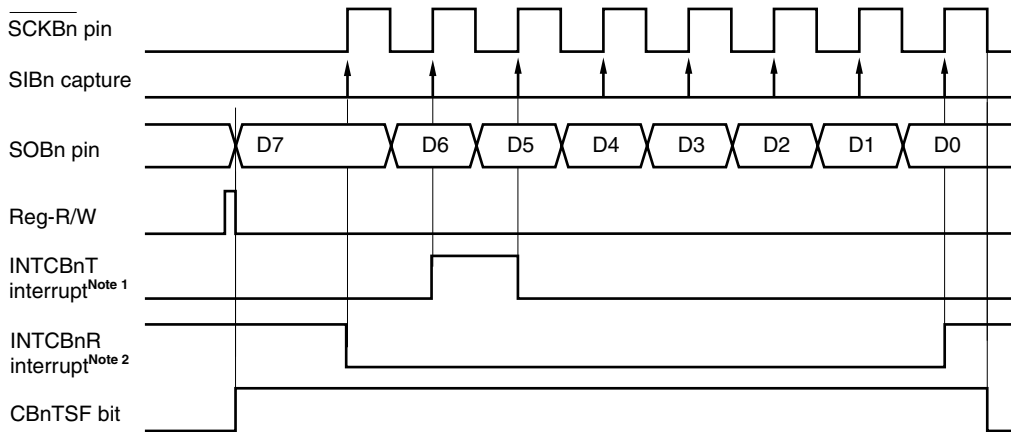 SCKBn pin
SIBn capture
SOBn pin
D7 D6 D5 D4 D3 D2 D1 D0
Reg-R/W
INTCBnT
interruptNote 1
INTCBnR
interruptNote 2
CBnTSF bit